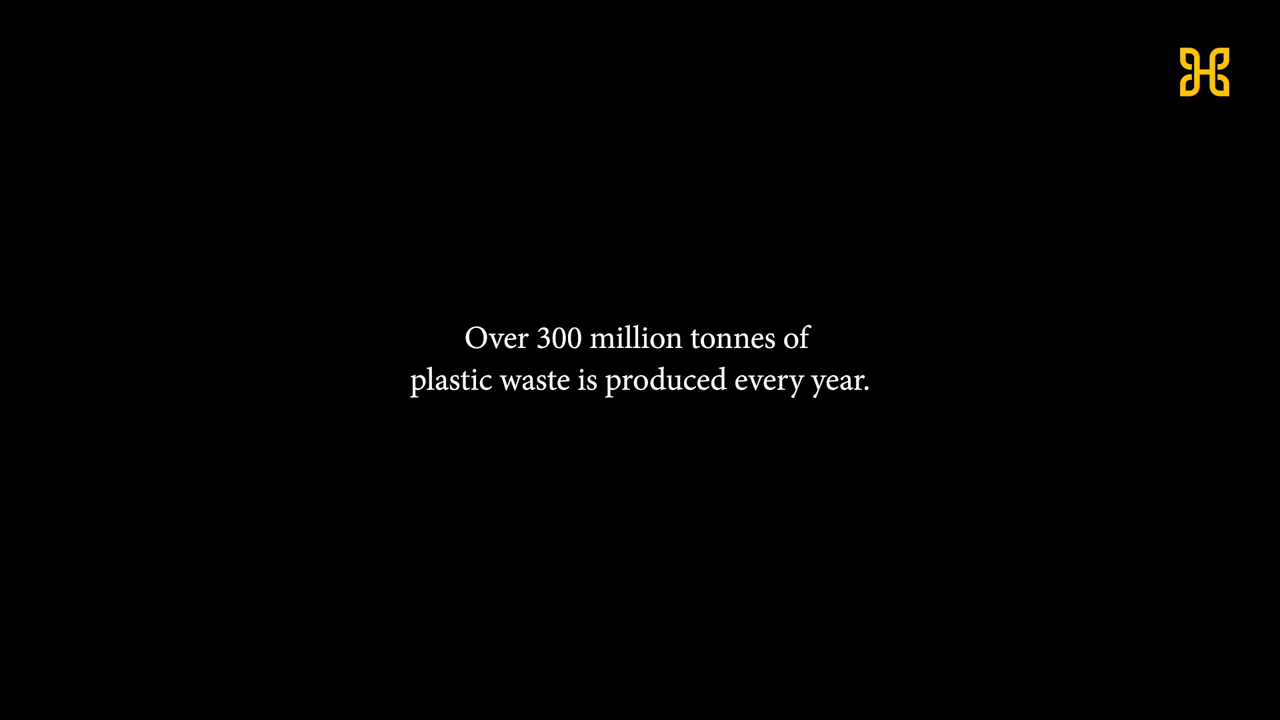 Over 300 million tonnes of
plastic waste is produced every year.